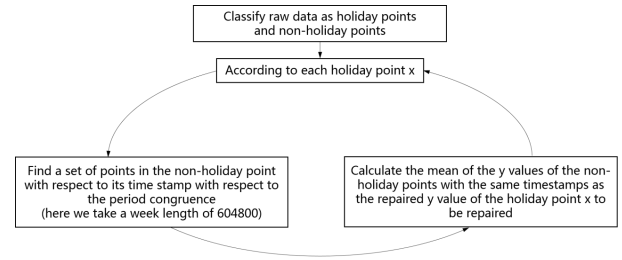 Classify raw data as holiday points
and non-holiday points
According to each holiday point x
Find a set of points in the non-holiday point
with respect to its time stamp with respect to
the period congruence
(here we take a week length of 604800)
Calculate the mean of the y values of the non-
holiday points with the same timestamps as
the repaired y value of the holiday point x to
be repaired